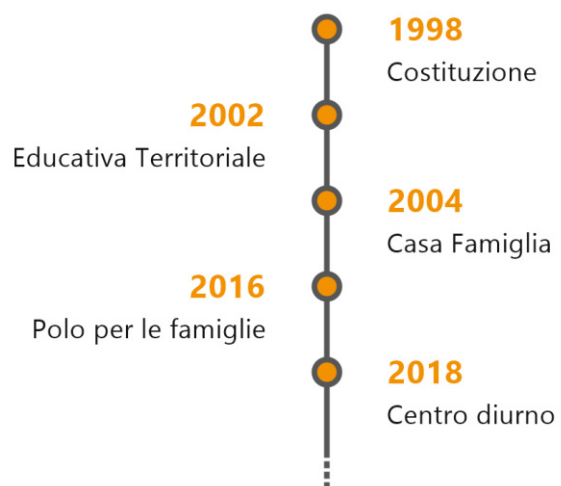 1998
Costituzione
2002
Educativa Territoriale
2004
Casa Famiglia
2016
Polo per le famiglie
2018
Centro diurno